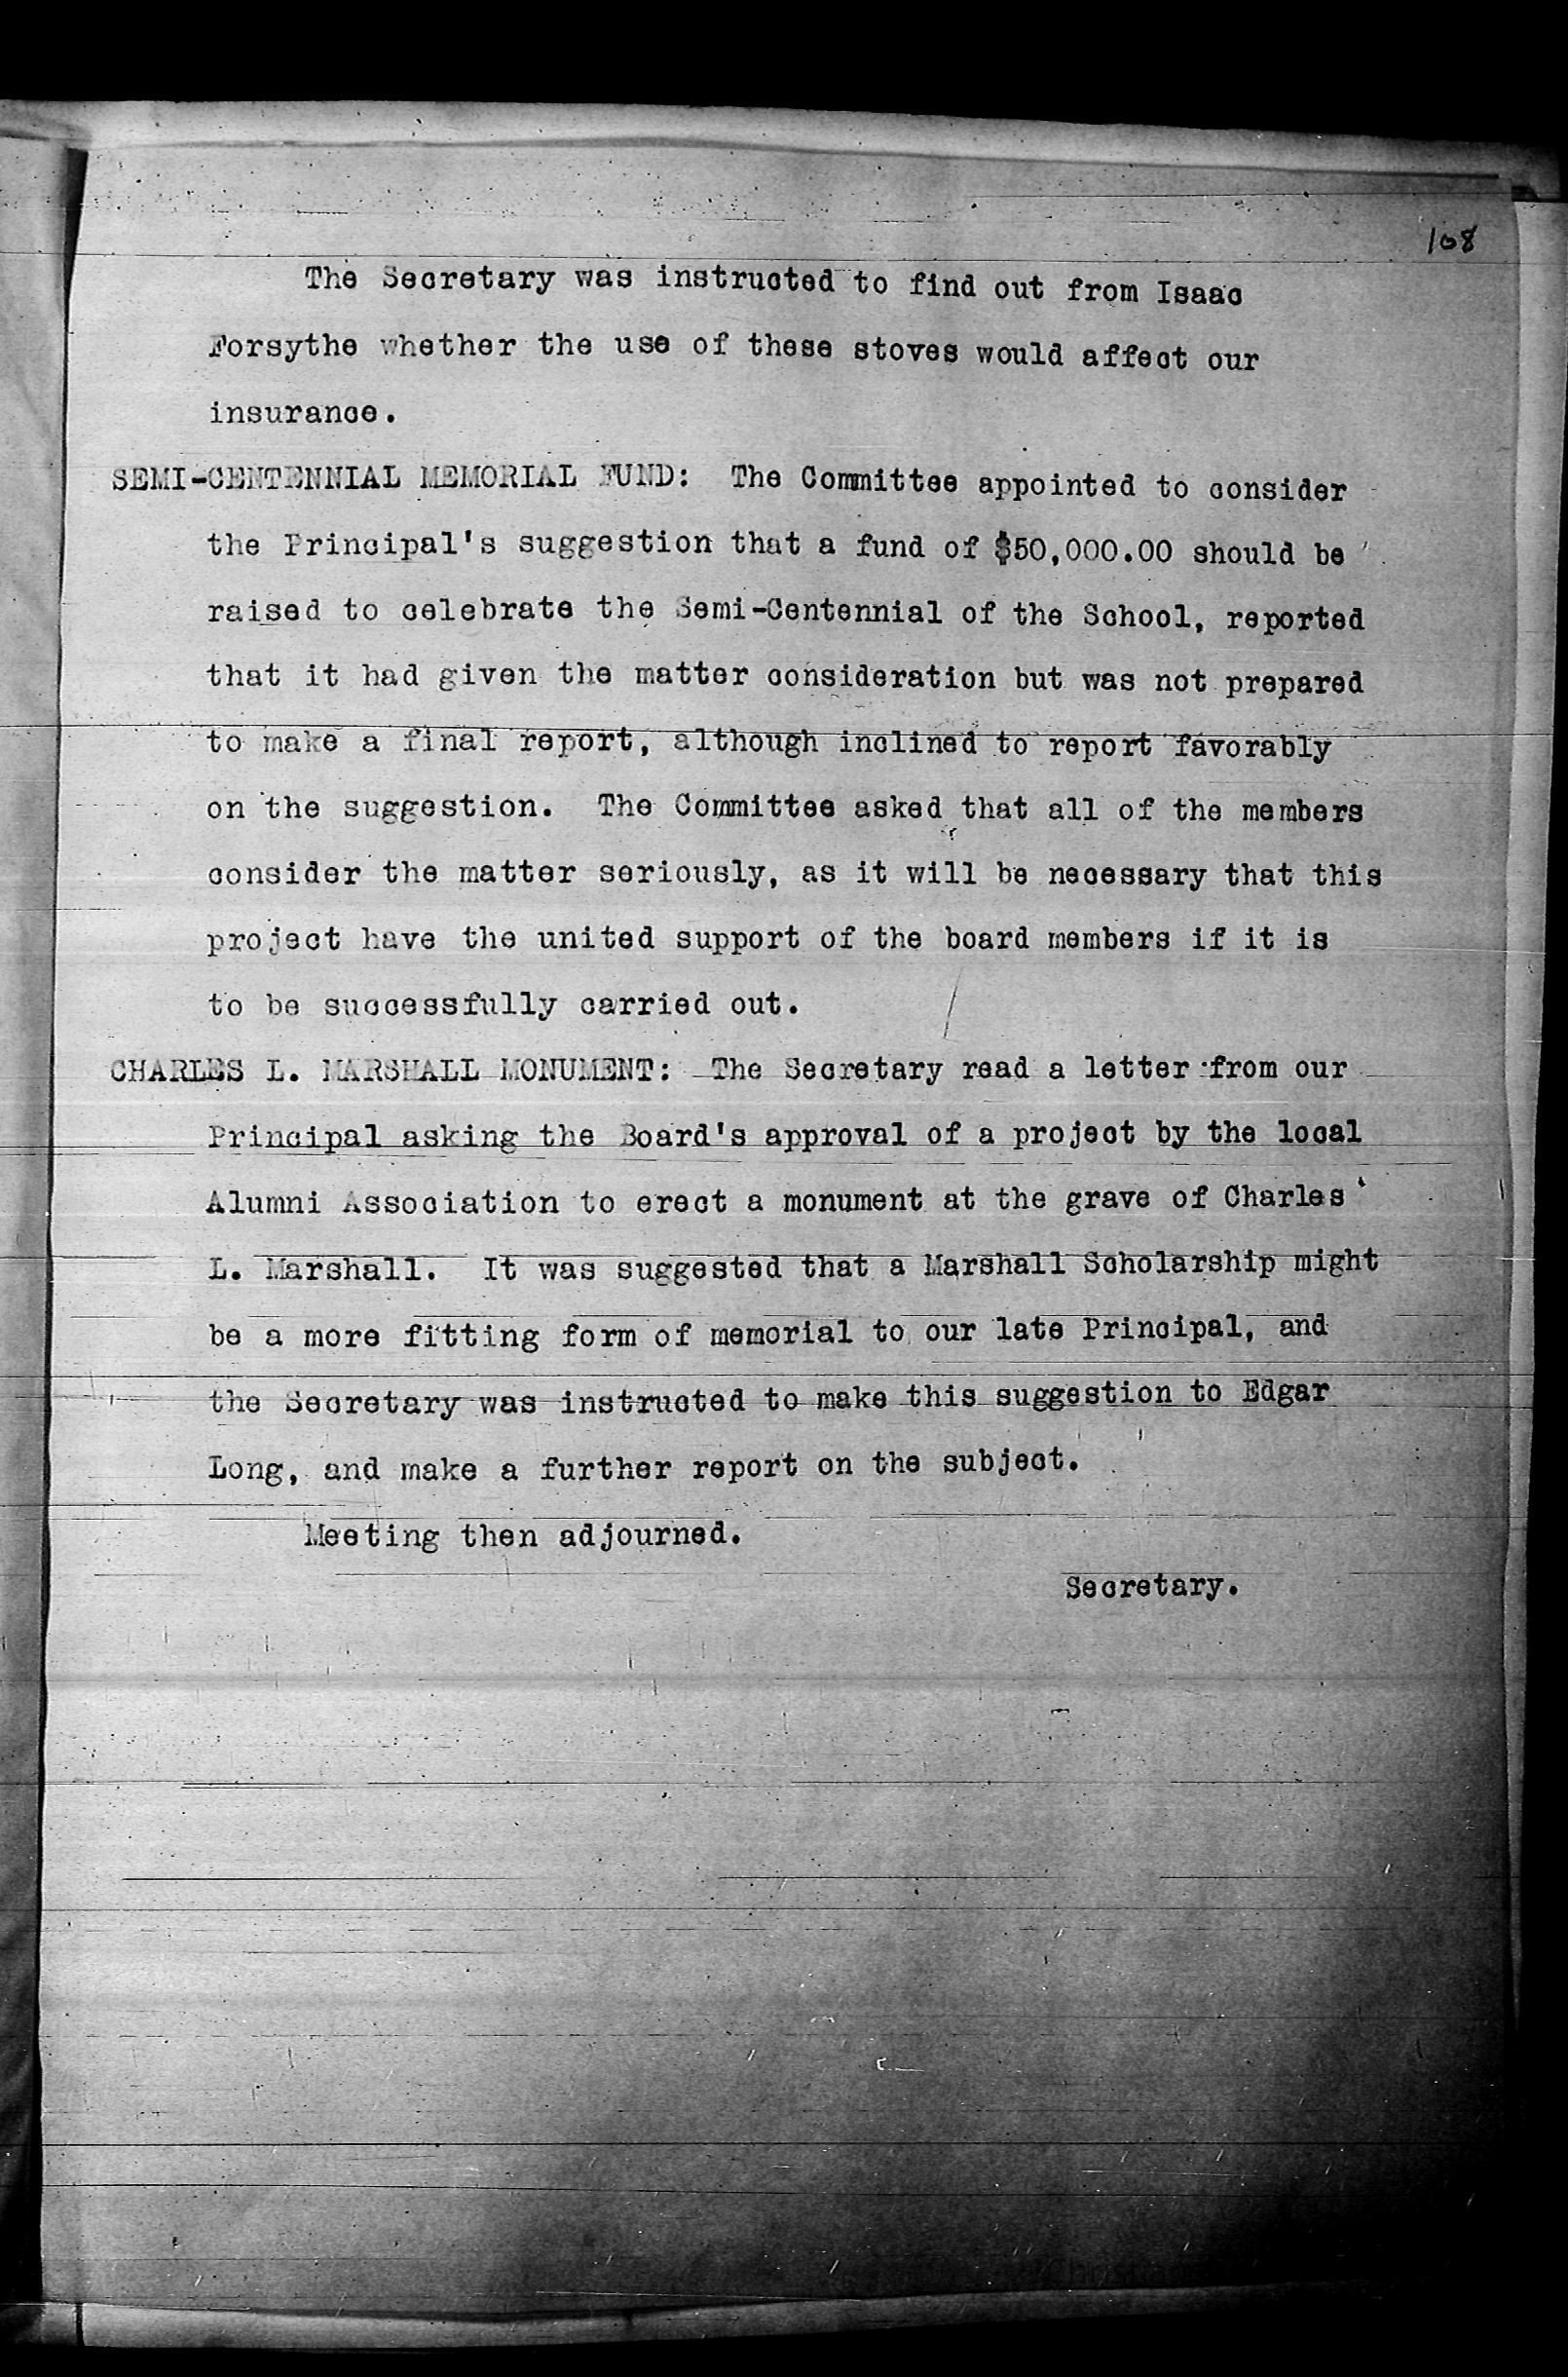 108
The Secretary was instructed to find out from Isaac
Forsythe whether the use of these stoves would affect our
insurance.
SEMI-CENTENNIAL MEMORIAL FUND: The Committee appointed to consider
the Principal's suggestion that a fund of $50,000.00 should be
raised to celebrate the Semi-Centennial of the School, reported
that it had given the matter consideration but was not prepared
to make a final report, although inclined to report favorably
on the suggestion. The Committee asked that all of the members
consider the matter seriously, as it will be necessary that this
project have the united support of the board members if it is
to be successfully carried out.
CHARLES L. MARSHALL MONUMENT: The Secretary read a letter from our
Principal asking the Board's approval of a project by the local
Alumni Association to erect a monument at the grave of Charles
L. Marshall. It was suggested that a Marshall Scholarship might
be a more fitting form of memorial to our late Principal, and
the Secretary was instructed to make this suggestion to Edgar
Long, and make a further report on the subject.
Meeting then adjourned.
Secretary.